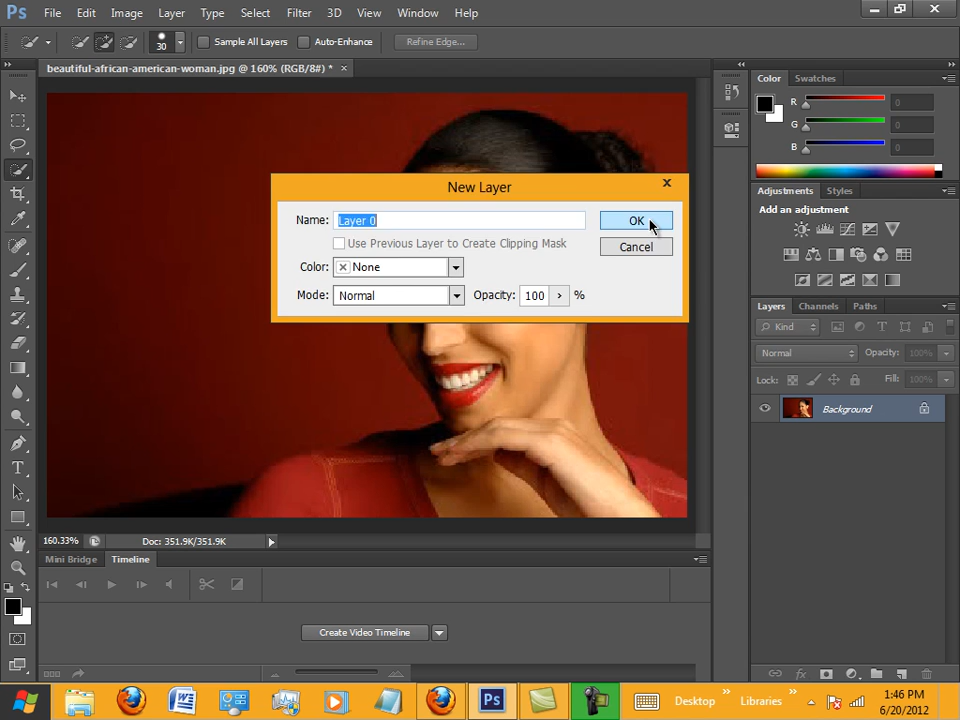 Ps File Edit Image Layer Type Select Filter 3D View Window Help
30 Sample All Layers Auto-Enhance Refine Edge...
beautiful-african-american-woman.jpg @ 160% (RGB/8#) * ×
Color Swatches
R 0
G 0
B 0
Adjustments Styles
Add an adjustment
New Layer
Name: Layer 0 OK
Use Previous Layer to Create Clipping Mask Cancel
Color: None
Mode: Normal Opacity: 100 %
Layers Channels Paths
Kind
Normal Opacity: 100%
Lock: Fill: 100%
Background
160.33% Doc: 351.9K/351.9K
Mini Bridge Timeline
Create Video Timeline
Ps Desktop Libraries 1:46 PM
6/20/2012